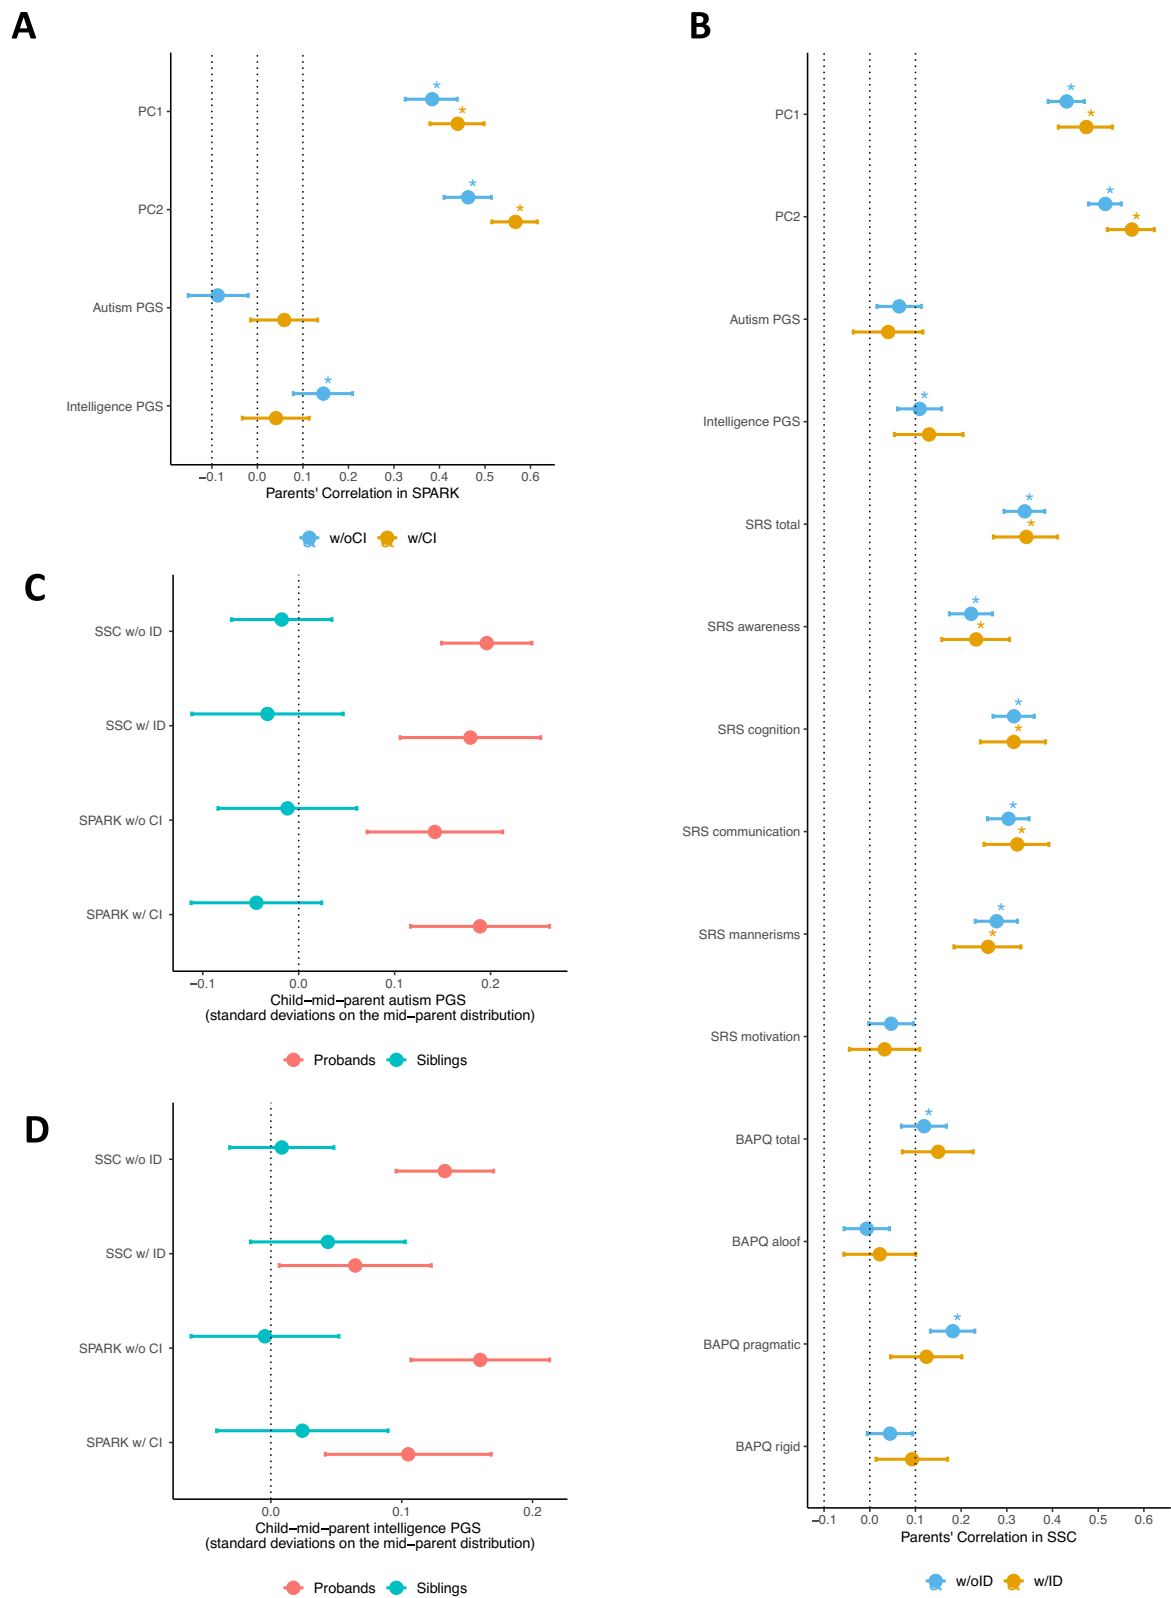 A
PC1
*
*
PC2
*
*
Autism PGS
Intelligence PGS
*
−0.1 0.0 0.1 0.2 0.3 0.4 0.5 0.6
Parents' Correlation in SPARK
w/oCI w/CI
B
PC1
*
*
PC2
*
*
Autism PGS
Intelligence PGS
*
SRS total
*
*
SRS awareness
*
*
SRS cognition
*
*
SRS communication
*
*
SRS mannerisms
*
*
SRS motivation
BAPQ total
*
BAPQ aloof
BAPQ pragmatic
*
BAPQ rigid
−0.1 0.0 0.1 0.2 0.3 0.4 0.5 0.6
Parents' Correlation in SSC
w/oID w/ID
C
SSC w/o ID
SSC w/ ID
SPARK w/o CI
SPARK w/ CI
−0.1 0.0 0.1 0.2
Child−mid−parent autism PGS
(standard deviations on the mid−parent distribution)
Probands Siblings
D
SSC w/o ID
SSC w/ ID
SPARK w/o CI
SPARK w/ CI
0.0 0.1 0.2
Child−mid−parent intelligence PGS
(standard deviations on the mid−parent distribution)
Probands Siblings